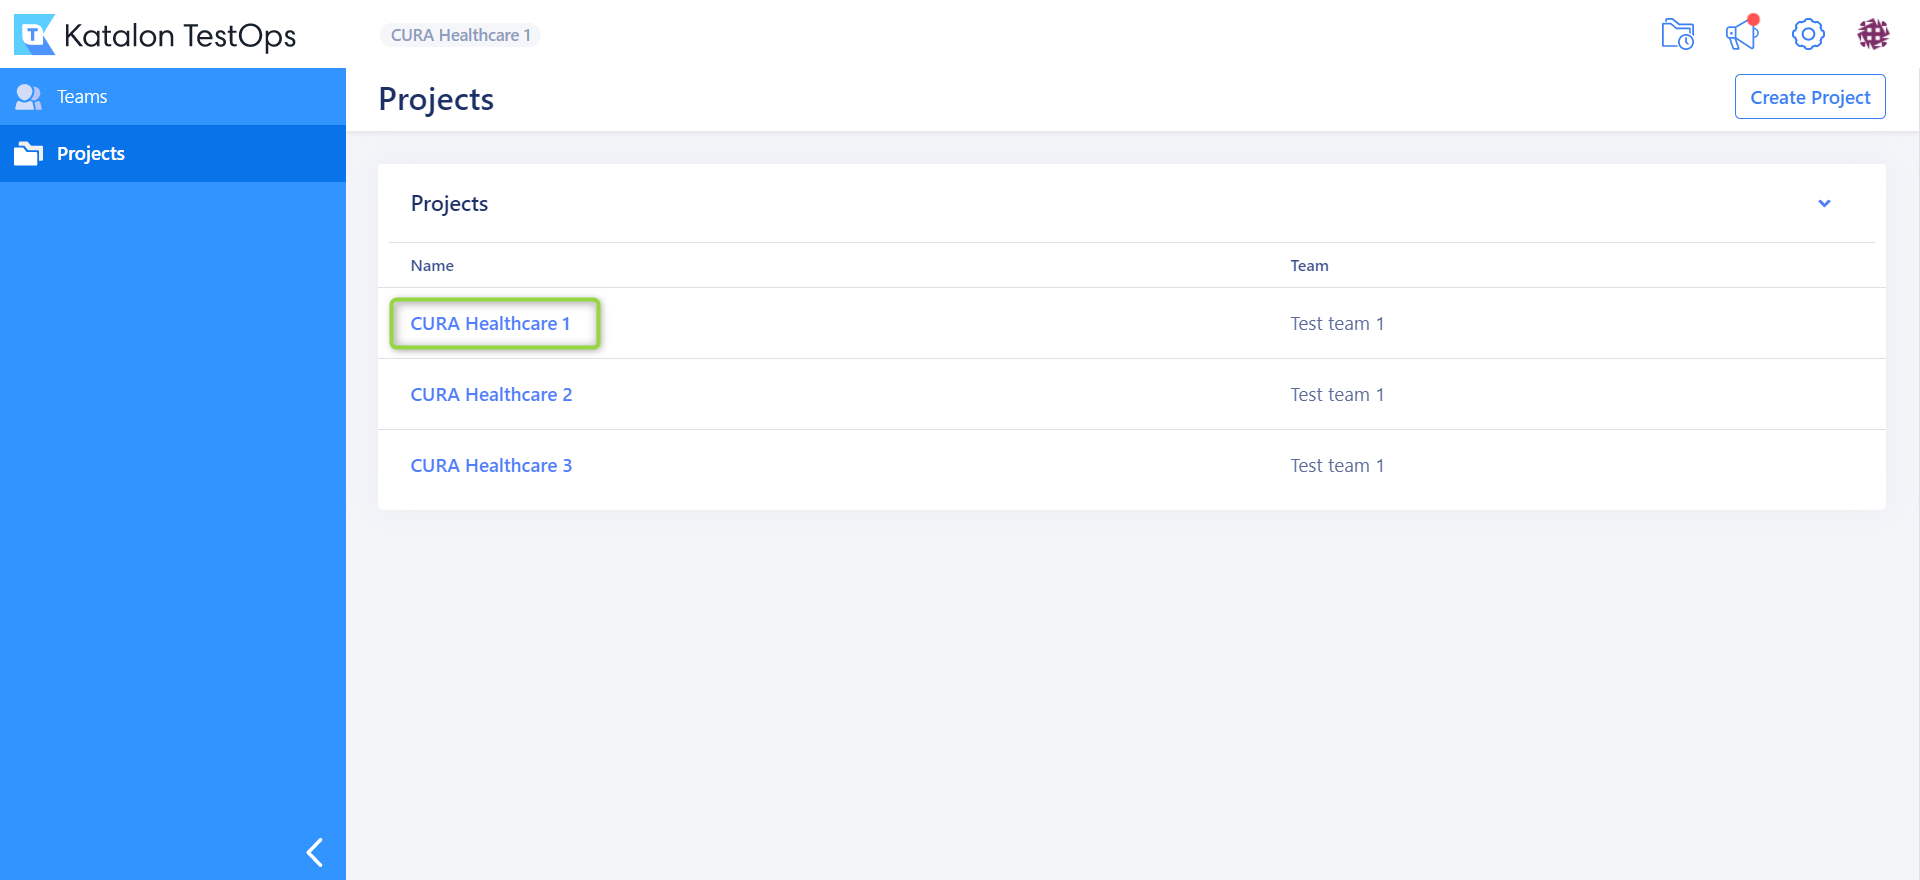 Katalon TestOps
CURA Healthcare 1
Teams
Projects
Projects
Create Project
Projects
Name Team
CURA Healthcare 1 Test team 1
CURA Healthcare 2 Test team 1
CURA Healthcare 3 Test team 1